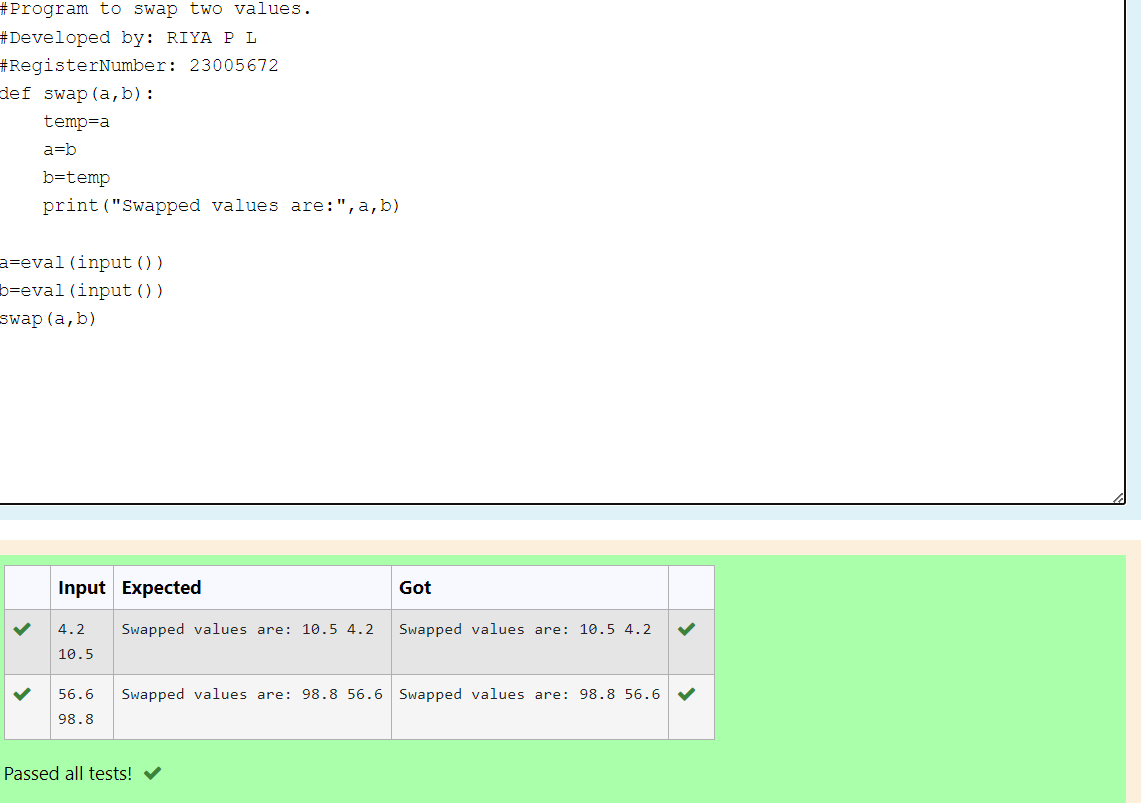 #Program to swap two values.
#Developed by: RIYA P L
#RegisterNumber: 23005672
def swap(a,b):
    temp=a
    a=b
    b=temp
    print("Swapped values are:",a,b)

a=eval(input())
b=eval(input())
swap(a,b)
Input Expected Got
4.2 Swapped values are: 10.5 4.2 Swapped values are: 10.5 4.2
10.5
56.6 Swapped values are: 98.8 56.6 Swapped values are: 98.8 56.6
98.8
Passed all tests!